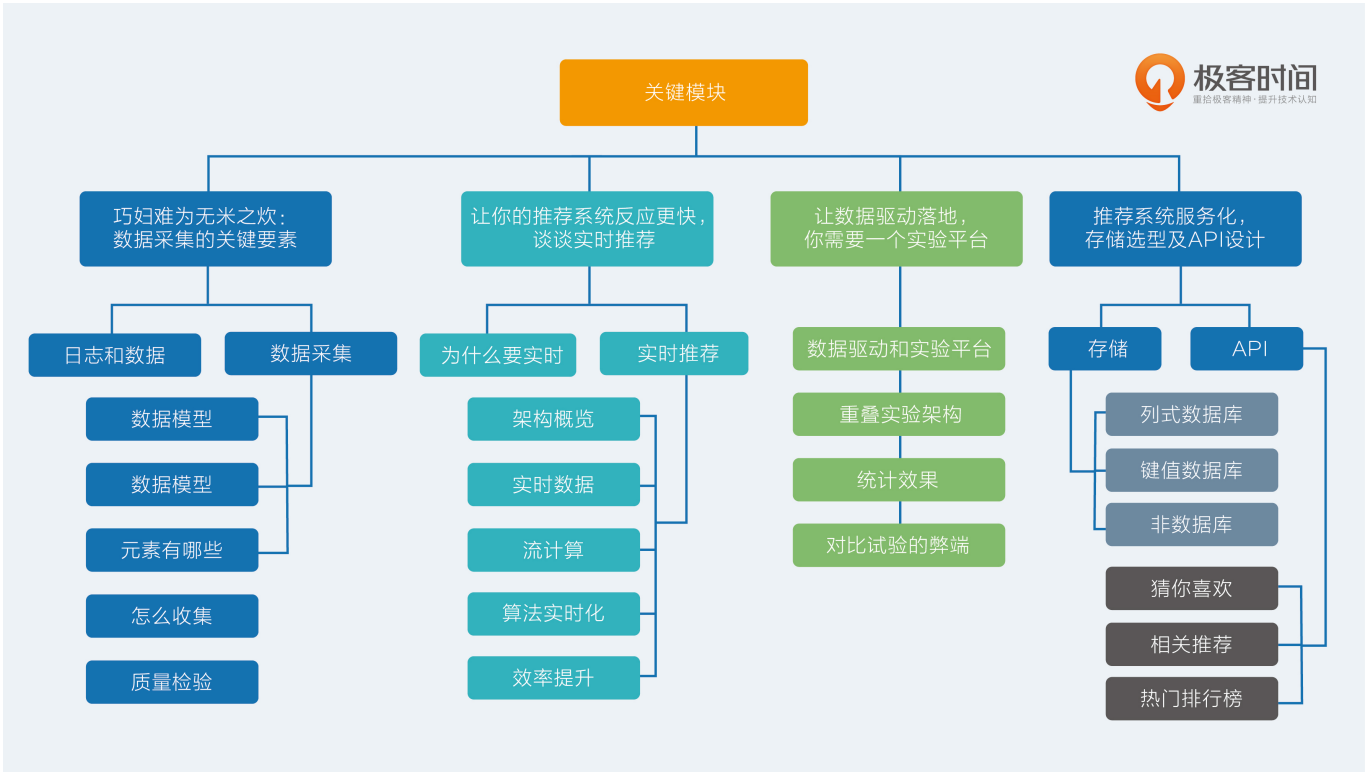 关键模块
极客时间
重拾极客精神·提升技术认知
巧妇难为无米之炊：
数据采集的关键要素
让你的推荐系统反应更快，
谈谈实时推荐
让数据驱动落地，
你需要一个实验平台
推荐系统服务化，
存储选型及API设计
日志和数据
数据采集
数据模型
数据模型
元素有哪些
怎么收集
质量检验
为什么要实时
实时推荐
架构概览
实时数据
流计算
算法实时化
效率提升
数据驱动和实验平台
重叠实验架构
统计效果
对比试验的弊端
存储
API
列式数据库
键值数据库
非数据库
猜你喜欢
相关推荐
热门排行榜